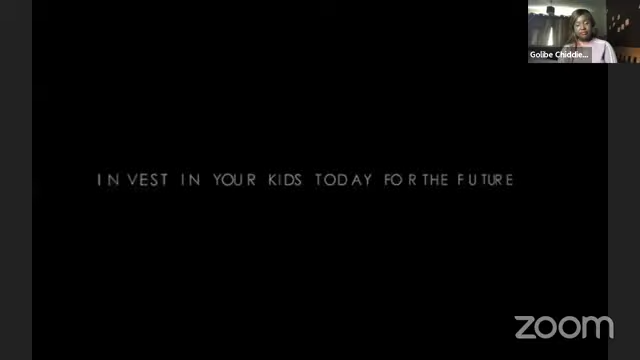 Golibe Chiddie...
INVEST IN YOUR KIDS TODAY FOR THE FUTURE
zoom